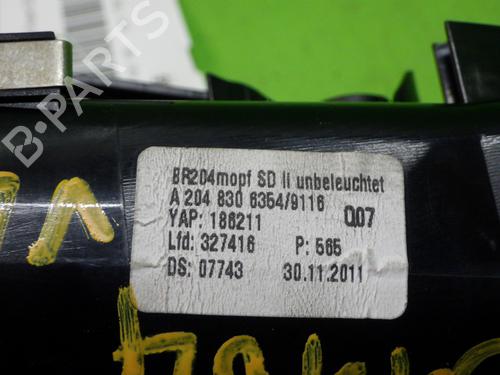 B-PARTS
BR204mopf SD II unbeleuchtet
A 204 830 6354/9116
YAP: 186211 Q07
Lfd: 327416 P: 565
DS: 07743 30.11.2011